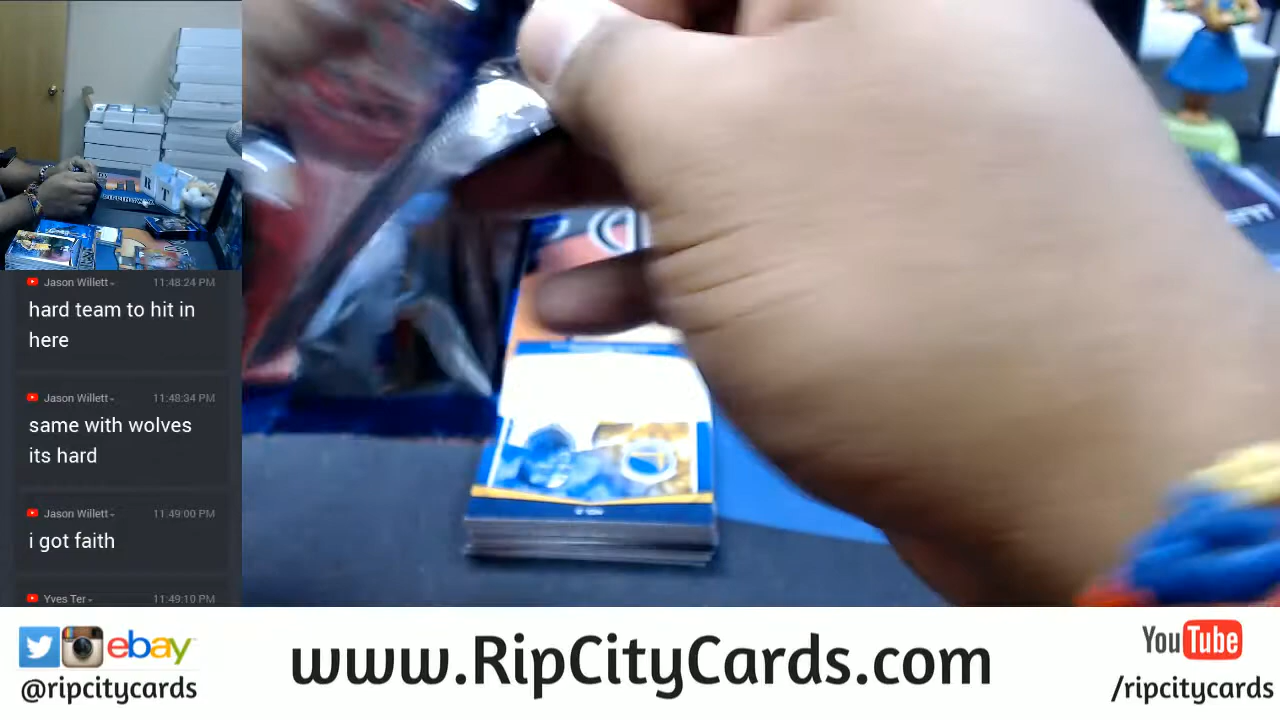 Jason Willett 11:48:24 PM
hard team to hit in
here
Jason Willett 11:48:34 PM
same with wolves
its hard
Jason Willett 11:49:00 PM
i got faith
Yves Ter 11:49:10 PM
ebay
@ripcitycards
www.RipCityCards.com
YouTube
/ripcitycards
R
T